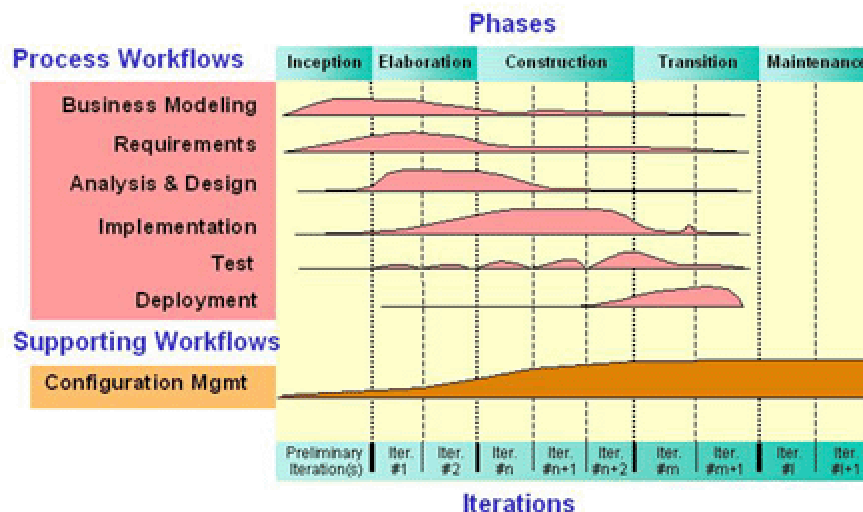 Phases
Process Workflows
Inception Elaboration Construction Transition Maintenance
Business Modeling
Requirements
Analysis & Design
Implementation
Test
Deployment
Supporting Workflows
Configuration Mgmt
Preliminary Iteration(s)
Iter. #1
Iter. #2
Iter. #n
Iter. #n+1
Iter. #n+2
Iter. #m
Iter. #m+1
Iter. #l
Iter. #l+1
Iterations